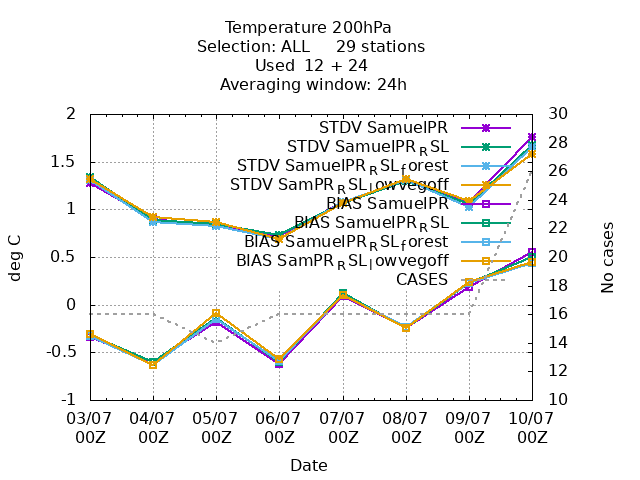 Temperature 200hPa
Selection: ALL 29 stations
Used 12 + 24
Averaging window: 24h
STDV SamuelPR
STDV SamuelPR_RSL
STDV SamuelPR_RSL_forest
STDV SamPR_RSL_lowvegoff
BIAS SamuelPR
BIAS SamuelPR_RSL
BIAS SamuelPR_RSL_forest
BIAS SamPR_RSL_lowvegoff
CASES
2
1.5
1
0.5
0
-0.5
-1
deg C
30
28
26
24
22
20
18
16
14
12
10
No cases
03/07 04/07 05/07 06/07 07/07 08/07 09/07 10/07
00Z 00Z 00Z 00Z 00Z 00Z 00Z 00Z
Date